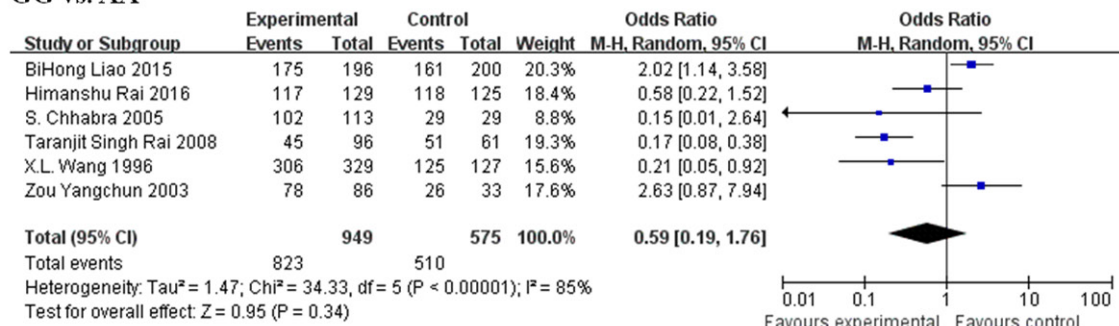 GG vs. AA
Experimental Control Odds Ratio Odds Ratio
Study or Subgroup Events Total Events Total Weight M-H, Random, 95% CI M-H, Random, 95% CI
BiHong Liao 2015 175 196 161 200 20.3% 2.02 [1.14, 3.58]
Himanshu Rai 2016 117 129 118 125 18.4% 0.58 [0.22, 1.52]
S. Chhabra 2005 102 113 29 29 8.8% 0.15 [0.01, 2.64]
Taranjit Singh Rai 2008 45 96 51 61 19.3% 0.17 [0.08, 0.38]
X.L. Wang 1996 306 329 125 127 15.6% 0.21 [0.05, 0.92]
Zou Yangchun 2003 78 86 26 33 17.6% 2.63 [0.87, 7.94]
Total (95% CI) 949 575 100.0% 0.59 [0.19, 1.76]
Total events 823 510
Heterogeneity: Tau² = 1.47; Chi² = 34.33, df = 5 (P < 0.00001); I² = 85%
Test for overall effect: Z = 0.95 (P = 0.34)
0.01 0.1 1 10 100
Favours experimental Favours control